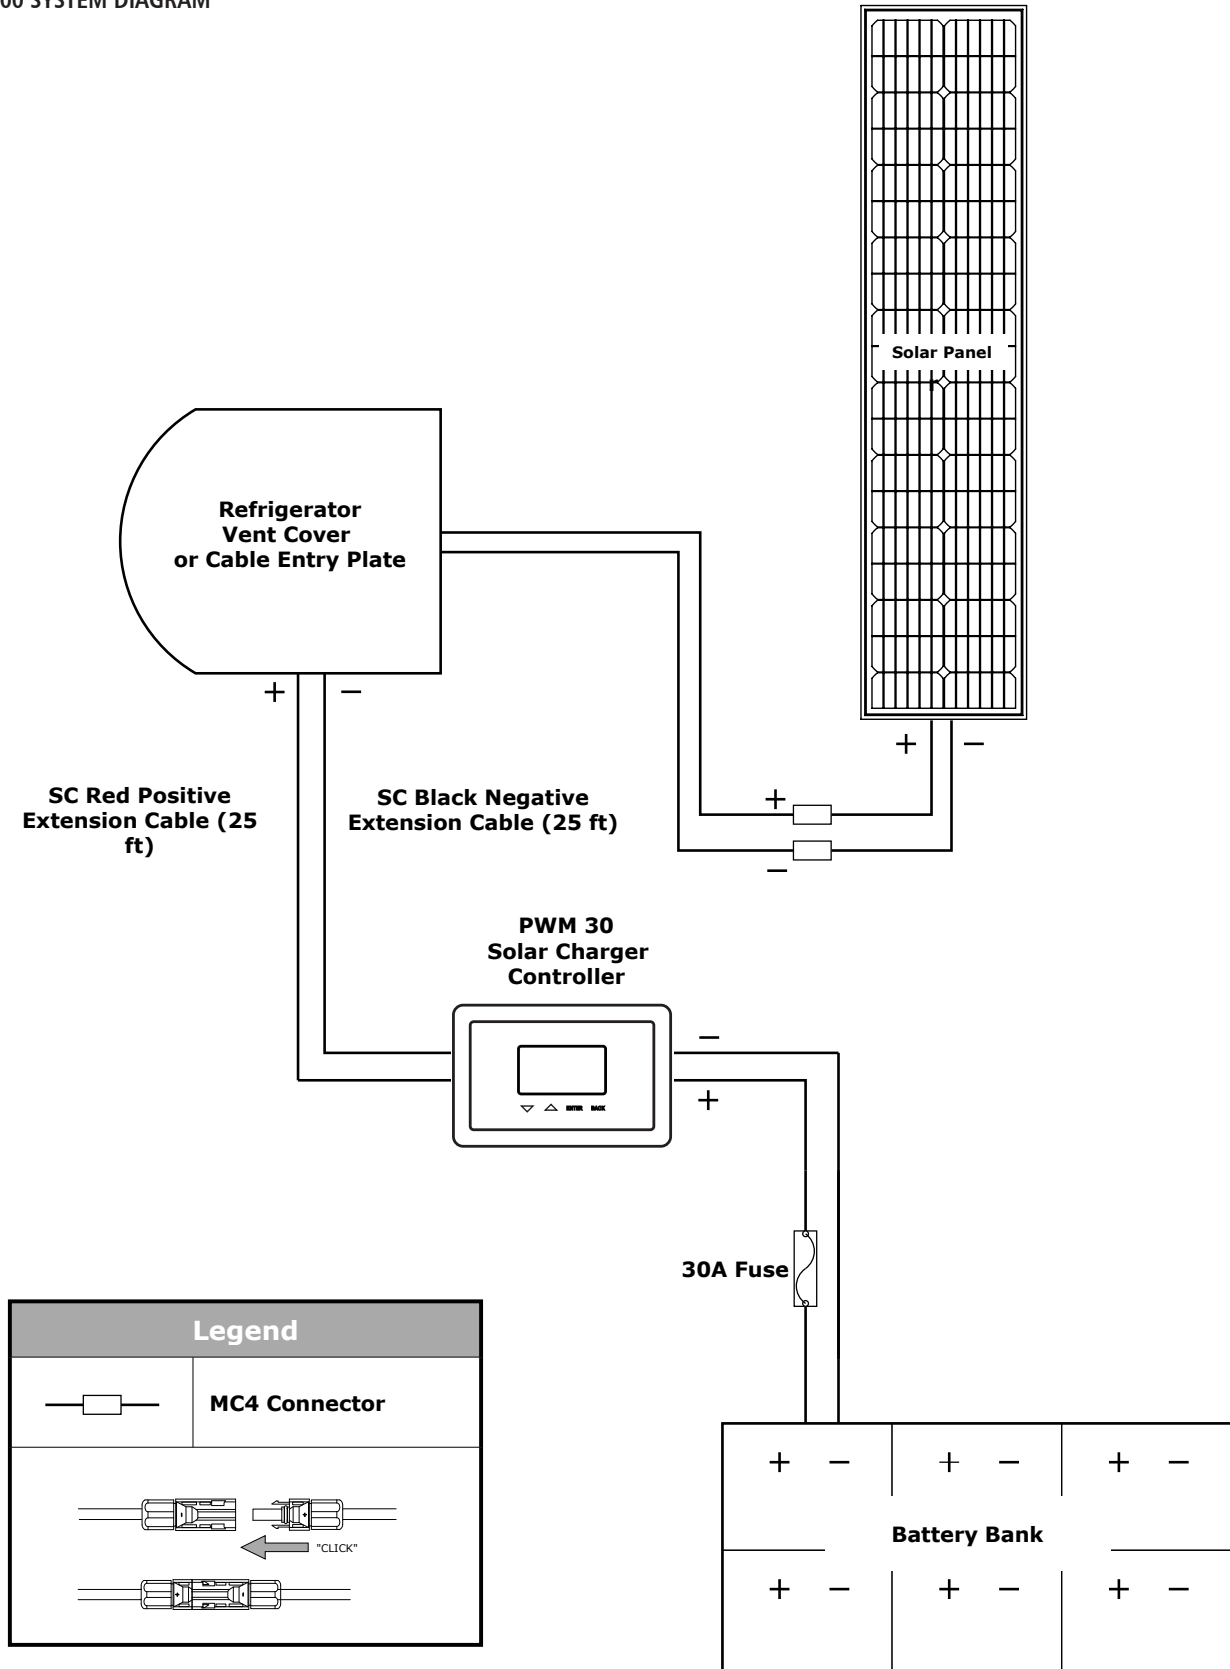 00 SYSTEM DIAGRAM
Solar Panel
r
Refrigerator
Vent Cover
or Cable Entry Plate
+ −
+ −
SC Red Positive
Extension Cable (25
ft)
SC Black Negative
Extension Cable (25 ft)
+
−
PWM 30
Solar Charger
Controller
−
+
ENTER BACK
30A Fuse
Legend
MC4 Connector
- +
"CLICK"
+ -
+ − + − + −
Battery Bank
+ − + − + −